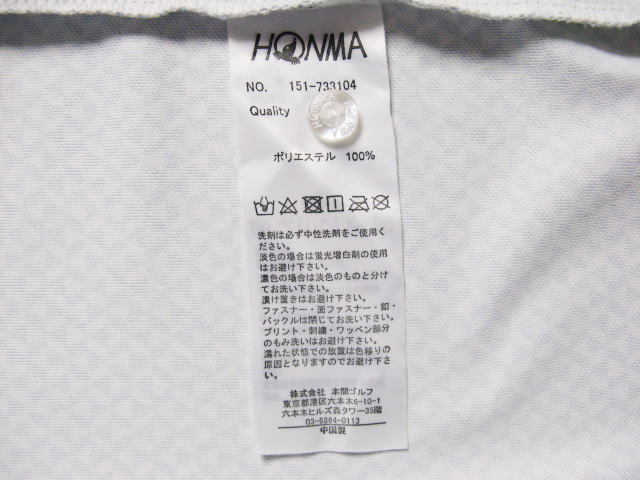 HONMA
NO. 151-733104
Quality
HONMA
ポリエステル 100%
洗剤は必ず中性洗剤をご使用く
ださい。
淡色の場合は蛍光増白剤の使用
はお避け下さい。
濃色の場合は淡色のものと分け
てお洗い下さい。
漬け置きはお避け下さい。
ファスナー・面ファスナー・釦・
バックルは閉じてお洗い下さい。
プリント・刺繍・ワッペン部分
のもみ洗いはお避け下さい。
濡れた状態での放置は色移りの
原因となりますのでお避け下さい。
株式会社 本間ゴルフ
東京都港区六本木6-10-1
六本木ヒルズ森タワー35階
03-6864-0113
中国製